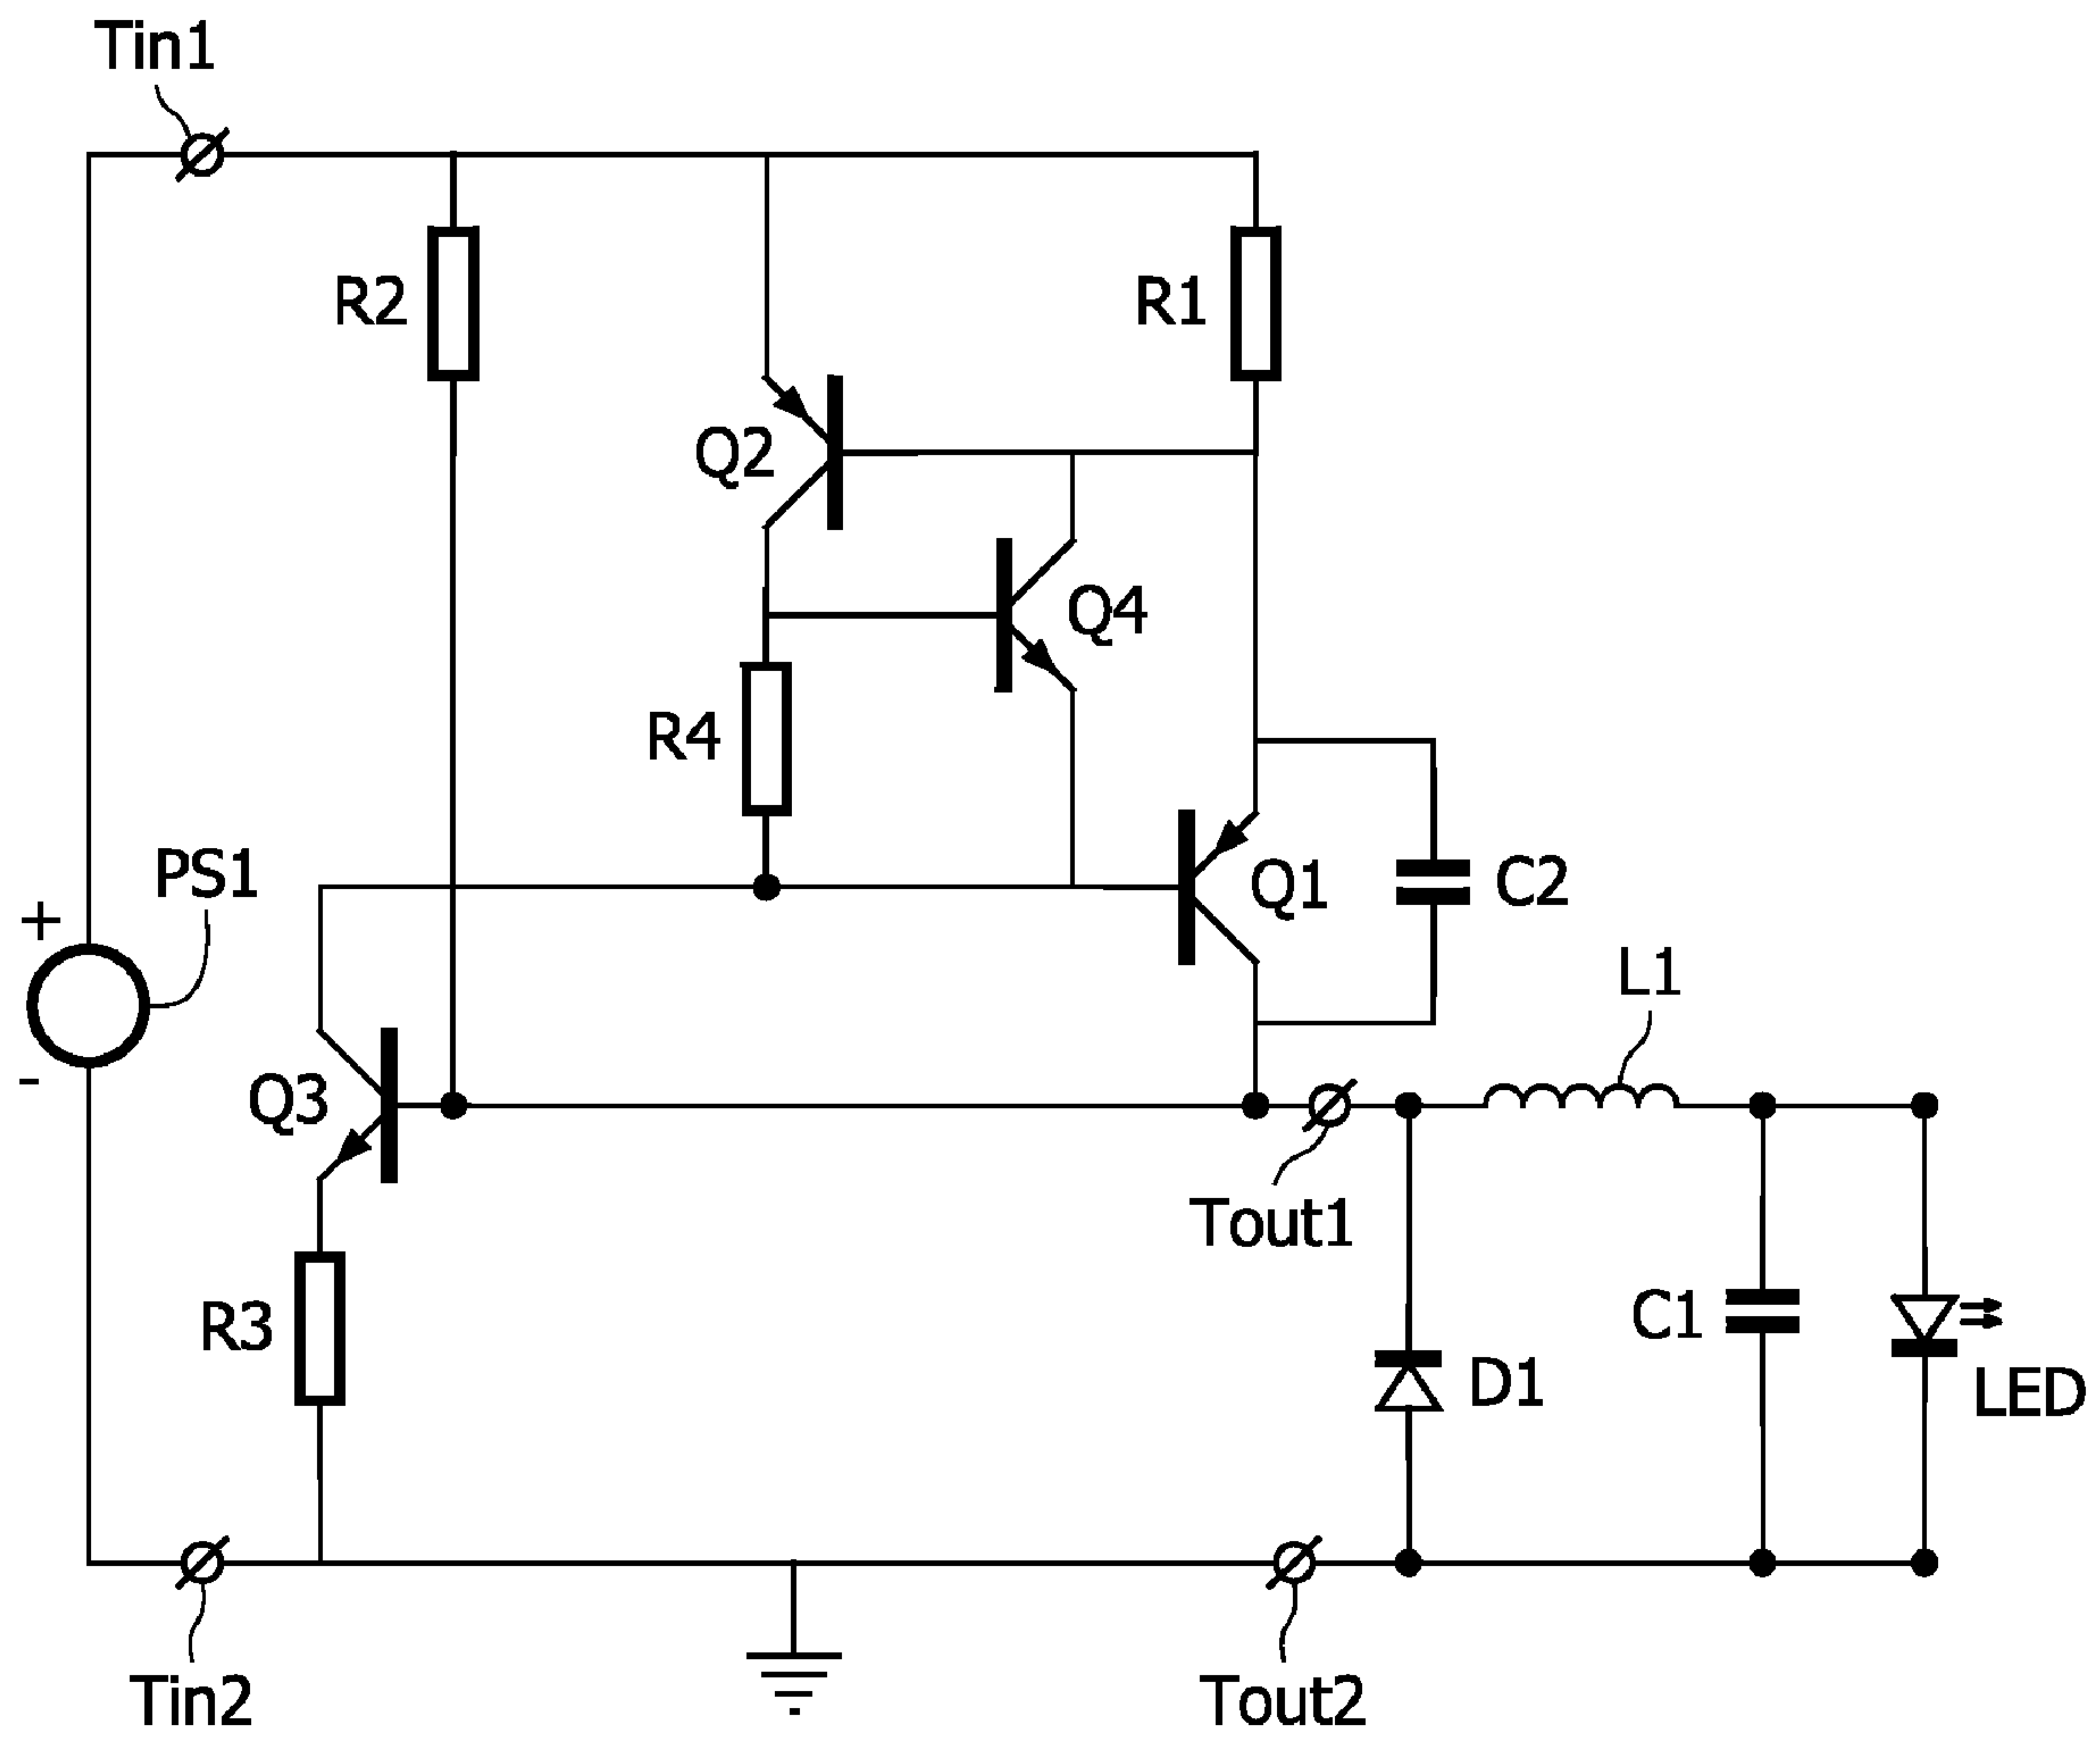 Tin1
R2
R1
Q2
Q4
R4
PS1
+
-
Q1
C2
L1
Q3
Tout1
R3
C1
D1
LED
Tin2
Tout2